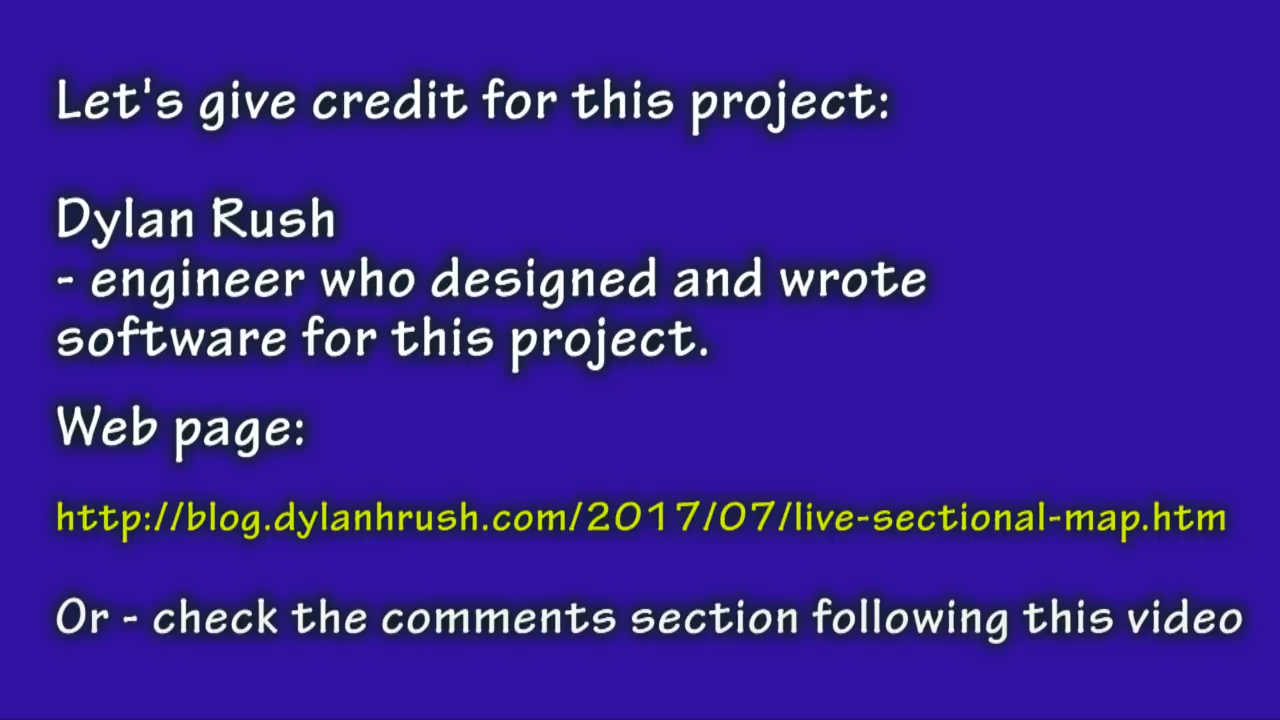 Let's give credit for this project:
Dylan Rush
- engineer who designed and wrote
software for this project.
Web page:
http://blog.dylanhrush.com/2017/07/live-sectional-map.htm
Or - check the comments section following this video